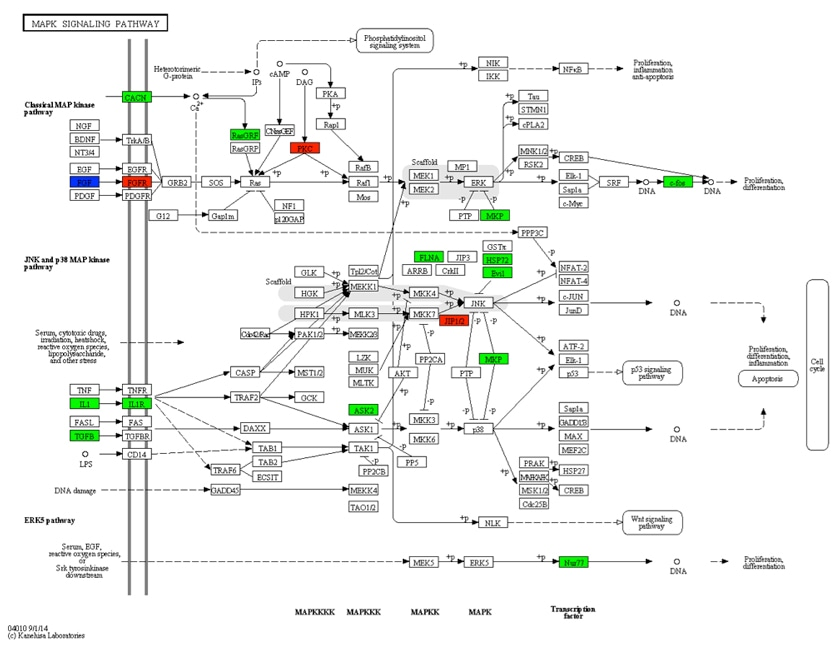 MAPK SIGNALING PATHWAY
Phosphatidylinositol
signaling system
Heterotrimeric
G-protein
IP3
cAMP
DAG
Classical MAP kinase
pathway
CACN
Ca2+
PKA
+p
NIK
IKK
+p
NFκB
Proliferation,
inflammation
anti-apoptosis
NGF
BDNF
NT3/4
TrkA/B
RasGRF
RasGRP
CNasGEF
PKC
Rap1
Tau
STMN1
cPLA2
+p
EGF
FGF
PDGF
EGFR
FGFR
PDGFR
GRB2
SOS
Ras
G12
Gap1m
NF1
p120GAP
RafB
Raf1
Mos
+p
Scaffold
MP1
MEK1
MEK2
+p
ERK
PTP
MKP
-p
-p
MNK1/2
RSK2
CREB
Elk-1
Sap1a
c-Myc
SRF
DNA
c-fos
DNA
Proliferation,
differentiation
PPP3C
JNK and p38 MAP kinase
pathway
Scaffold
GLK
HGK
HPK1
Tpl2/Cot
MEKK1
MLK3
MEKK2/3
Cdc42/Rac
PAK1/2
FLNA
JIP3
ARRB
CrkII
GSTπ
HSP72
Evi1
MKK4
MKK7
JNK
JIP1/2
NFAT-2
NFAT-4
c-JUN
JunD
DNA
Serum, cytotoxic drugs,
irradiation, heatshock,
reactive oxygen species,
lipopolysaccharide,
and other stress
LZK
MUK
MLTK
PP2CA
AKT
PTP
MKP
ATF-2
Elk-1
p53
p53 signaling
pathway
Proliferation,
differentiation,
inflammation
Apoptosis
Cell
cycle
CASP
MST1/2
TNF
TNFR
TRAF2
GCK
IL1
IL1R
ASK2
FASL
FAS
DAXX
ASK1
MKK3
MKK6
p38
Sap1a
GADD153
MAX
MEF2C
DNA
TGFB
TGFBR
LPS
CD14
TAB1
TAB2
TRAF6
ECSIT
TAK1
PP2CB
PP5
PRAK
MAPKAPK
MSK1/2
Cdc25B
HSP27
CREB
DNA damage
GADD45
MEKK4
TAO1/2
ERK5 pathway
+p
NLK
Wnt signaling
pathway
Serum, EGF,
reactive oxygen species,
or
Srk tyrosinkinase
downstream
MEK5
+p
ERK5
+p
Nur77
DNA
Proliferation,
differentiation
MAPKKKK
MAPKKK
MAPKK
MAPK
Transcription
factor
04010 9/1/14
(c) Kanehisa Laboratories